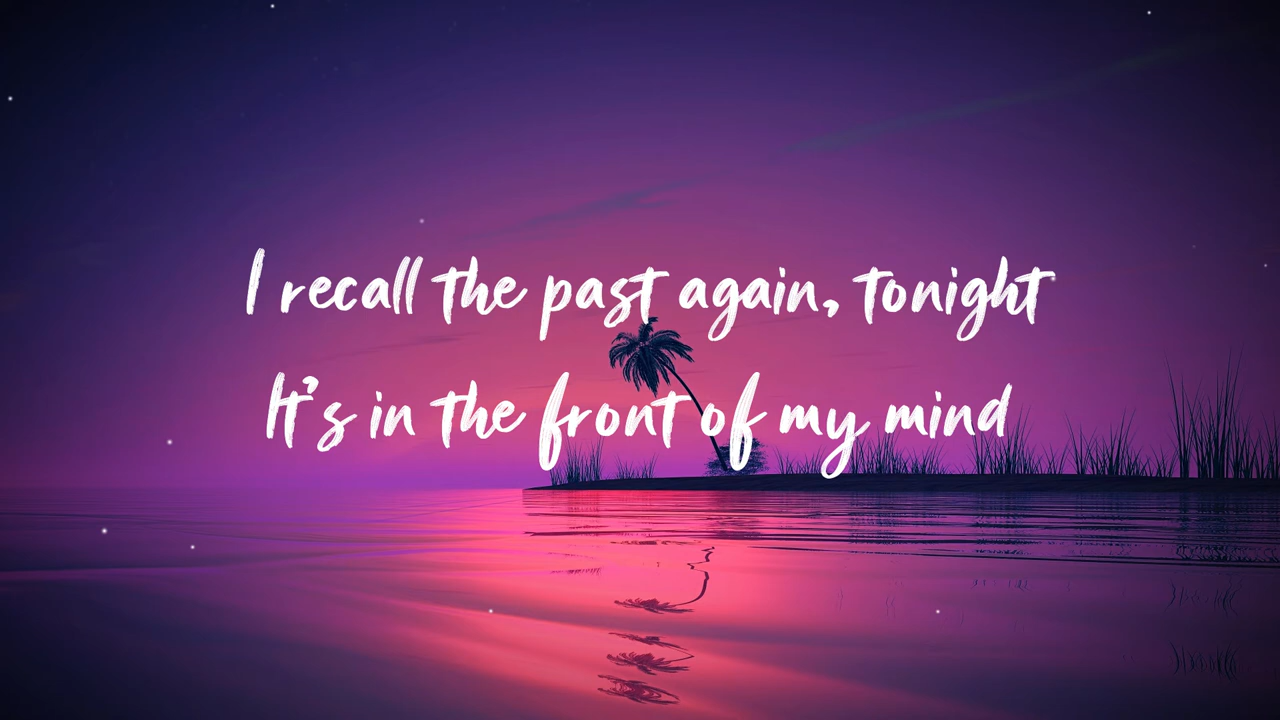 I recall the past again, tonight
It's in the front of my mind